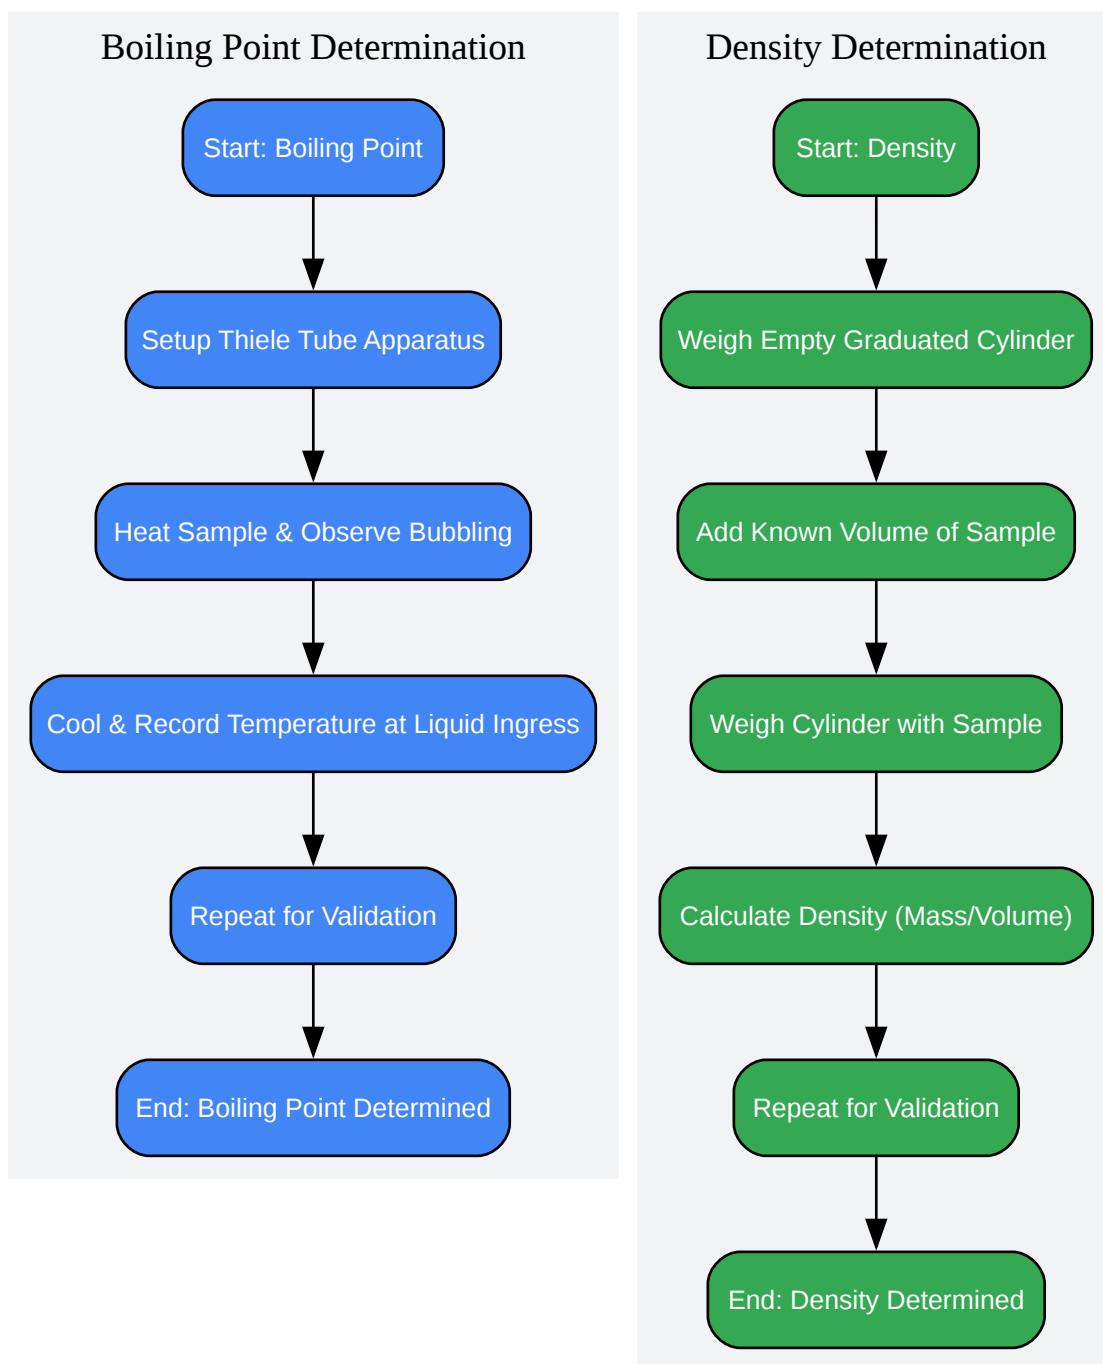 Boiling Point Determination
Start: Boiling Point
Setup Thiele Tube Apparatus
Heat Sample & Observe Bubbling
Cool & Record Temperature at Liquid Ingress
Repeat for Validation
End: Boiling Point Determined
Density Determination
Start: Density
Weigh Empty Graduated Cylinder
Add Known Volume of Sample
Weigh Cylinder with Sample
Calculate Density (Mass/Volume)
Repeat for Validation
End: Density Determined